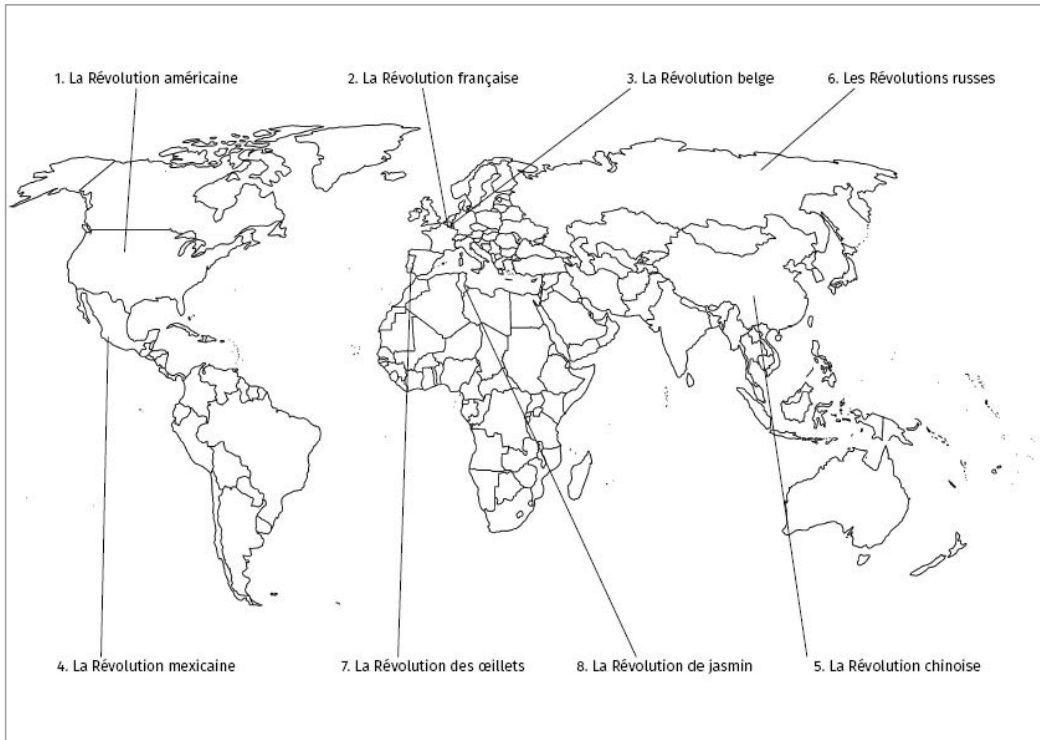 1. La Révolution américaine
2. La Révolution française
3. La Révolution belge
6. Les Révolutions russes
4. La Révolution mexicaine
7. La Révolution des œillets
8. La Révolution de jasmin
5. La Révolution chinoise